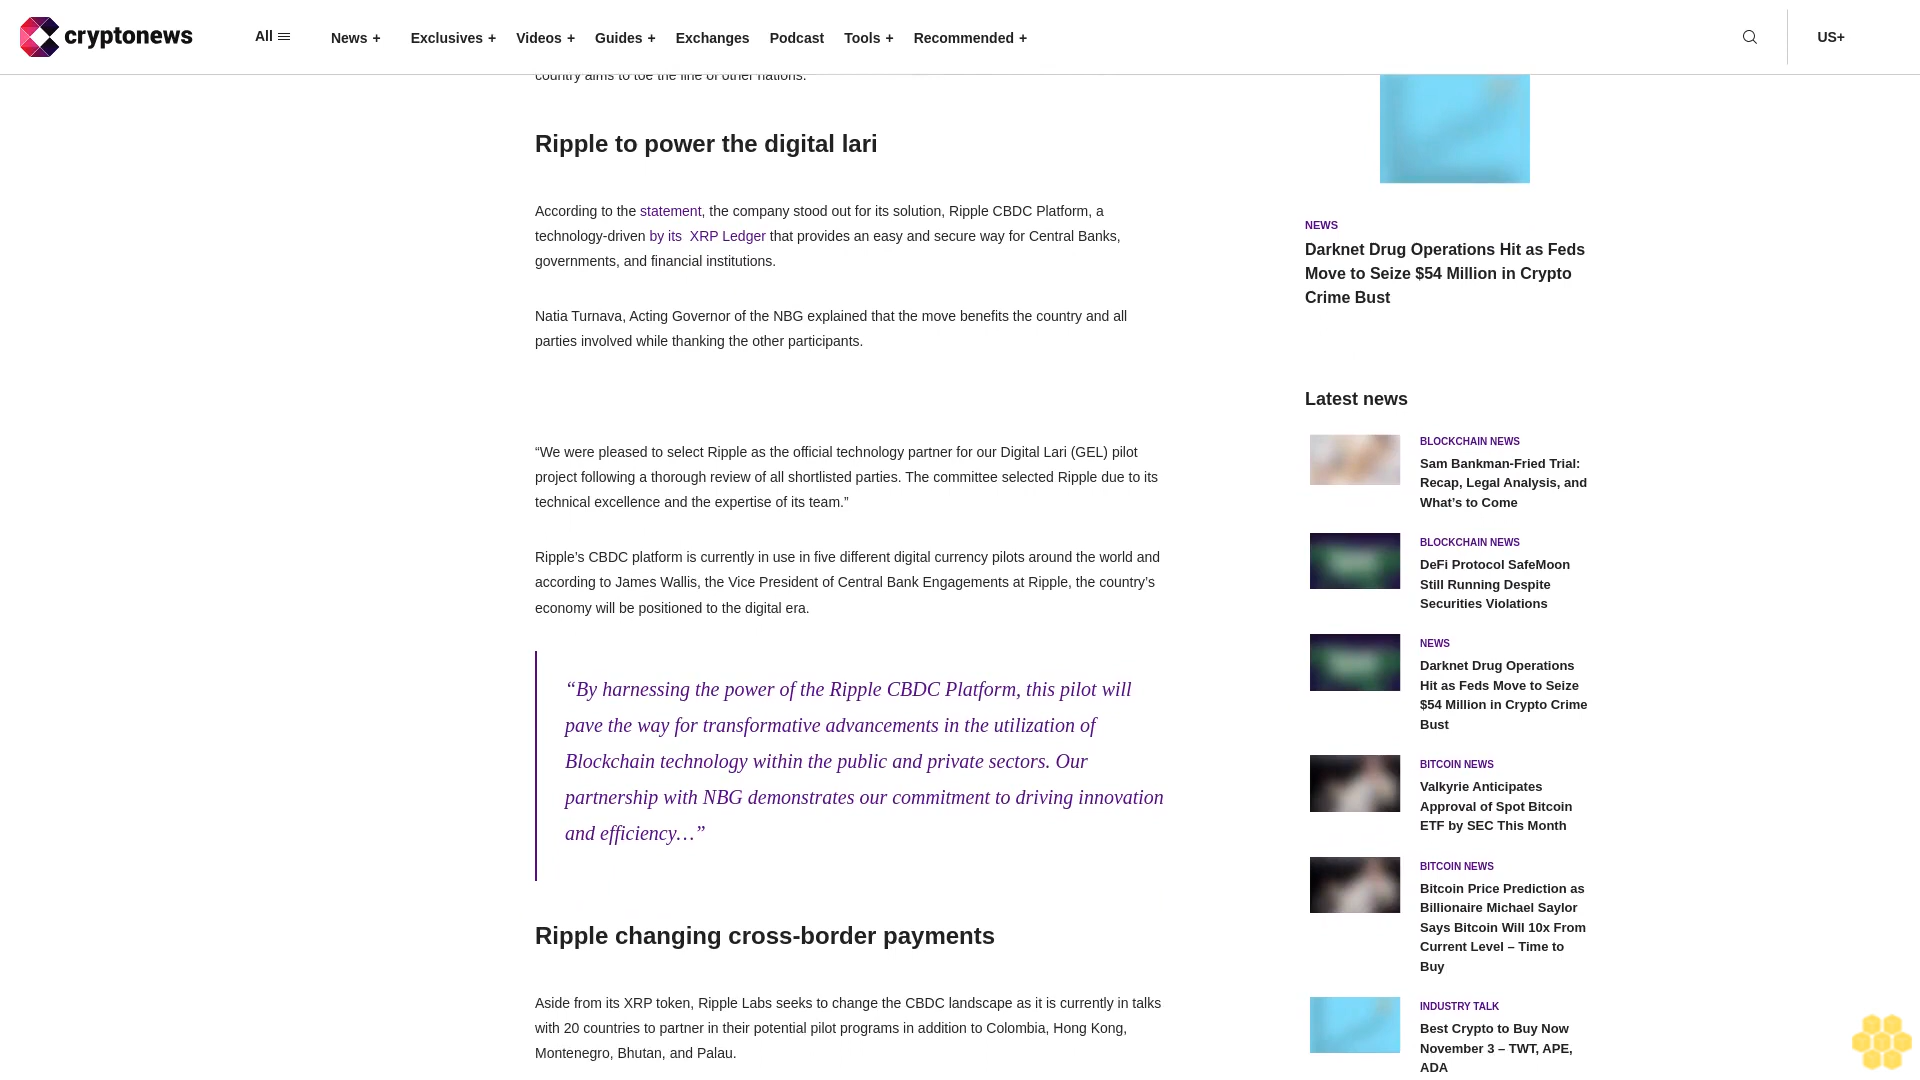 cryptonews
All
News +
Exclusives +
Videos +
Guides +
Exchanges
Podcast
Tools +
Recommended +
US+
country aims to toe the line of other nations.
Ripple to power the digital lari
According to the statement, the company stood out for its solution, Ripple CBDC Platform, a
technology-driven by its  XRP Ledger that provides an easy and secure way for Central Banks,
governments, and financial institutions.
Natia Turnava, Acting Governor of the NBG explained that the move benefits the country and all
parties involved while thanking the other participants.
“We were pleased to select Ripple as the official technology partner for our Digital Lari (GEL) pilot
project following a thorough review of all shortlisted parties. The committee selected Ripple due to its
technical excellence and the expertise of its team.”
Ripple’s CBDC platform is currently in use in five different digital currency pilots around the world and
according to James Wallis, the Vice President of Central Bank Engagements at Ripple, the country’s
economy will be positioned to the digital era.
“By harnessing the power of the Ripple CBDC Platform, this pilot will
pave the way for transformative advancements in the utilization of
Blockchain technology within the public and private sectors. Our
partnership with NBG demonstrates our commitment to driving innovation
and efficiency…”
Ripple changing cross-border payments
Aside from its XRP token, Ripple Labs seeks to change the CBDC landscape as it is currently in talks
with 20 countries to partner in their potential pilot programs in addition to Colombia, Hong Kong,
Montenegro, Bhutan, and Palau.
NEWS
Darknet Drug Operations Hit as Feds
Move to Seize $54 Million in Crypto
Crime Bust
Latest news
BLOCKCHAIN NEWS
Sam Bankman-Fried Trial:
Recap, Legal Analysis, and
What’s to Come
BLOCKCHAIN NEWS
DeFi Protocol SafeMoon
Still Running Despite
Securities Violations
NEWS
Darknet Drug Operations
Hit as Feds Move to Seize
$54 Million in Crypto Crime
Bust
BITCOIN NEWS
Valkyrie Anticipates
Approval of Spot Bitcoin
ETF by SEC This Month
BITCOIN NEWS
Bitcoin Price Prediction as
Billionaire Michael Saylor
Says Bitcoin Will 10x From
Current Level – Time to
Buy
INDUSTRY TALK
Best Crypto to Buy Now
November 3 – TWT, APE,
ADA